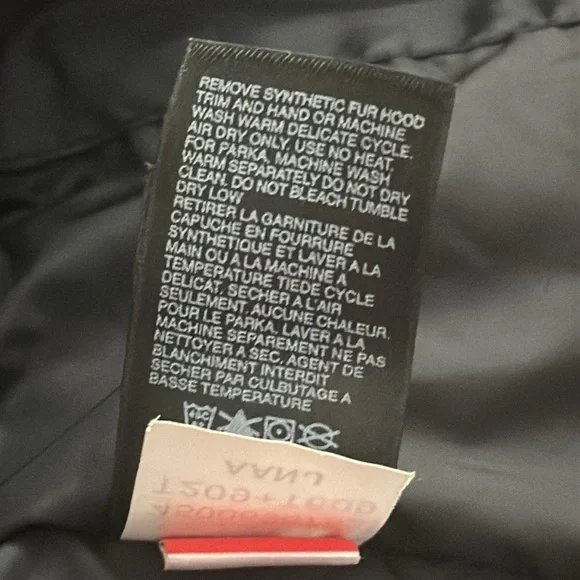 REMOVE SYNTHETIC FUR HOOD
TRIM AND HAND OR MACHINE
WASH WARM DELICATE CYCLE.
AIR DRY ONLY. USE NO HEAT.
FOR PARKA, MACHINE WASH
WARM SEPARATELY DO NOT DRY
CLEAN. DO NOT BLEACH TUMBLE
DRY LOW
RETIRER LA GARNITURE DE LA
CAPUCHE EN FOURRURE
SYNTHETIQUE ET LAVER A LA
MAIN OU A LA MACHINE A
TEMPERATURE TIEDE CYCLE
DELICAT. SECHER A L'AIR
SEULEMENT. AUCUNE CHALEUR.
POUR LE PARKA, LAVER A LA
MACHINE SEPAREMENT NE PAS
NETTOYER A SEC. AGENT DE
BLANCHIMENT INTERDIT
SECHER PAR CULBUTAGE A
BASSE TEMPERATURE